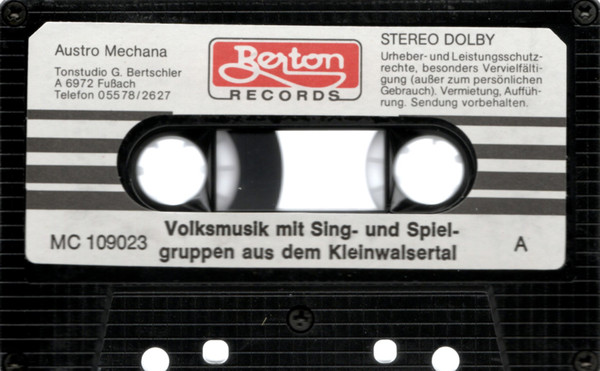 Austro Mechana
Tonstudio G. Bertschler
A 6972 Fußach
Telefon 05578/2627
Berton
RECORDS
STEREO DOLBY
Urheber- und Leistungsschutz-
rechte, besonders Vervielfälti-
gung (außer zum persönlichen
Gebrauch). Vermietung, Auffüh-
rung. Sendung vorbehalten.
MC 109023
Volksmusik mit Sing- und Spiel-
gruppen aus dem Kleinwalsertal
A